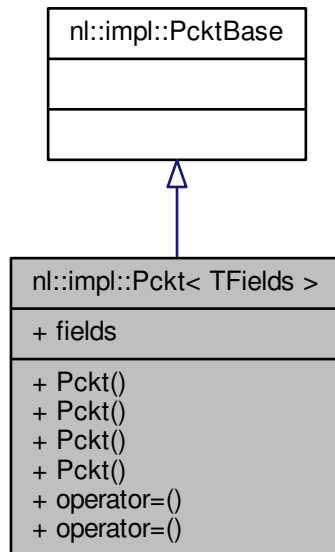 nl::impl::PcktBase
nl::impl::Pckt< TFields >
+ fields
+ Pckt()
+ Pckt()
+ Pckt()
+ Pckt()
+ operator=()
+ operator=()